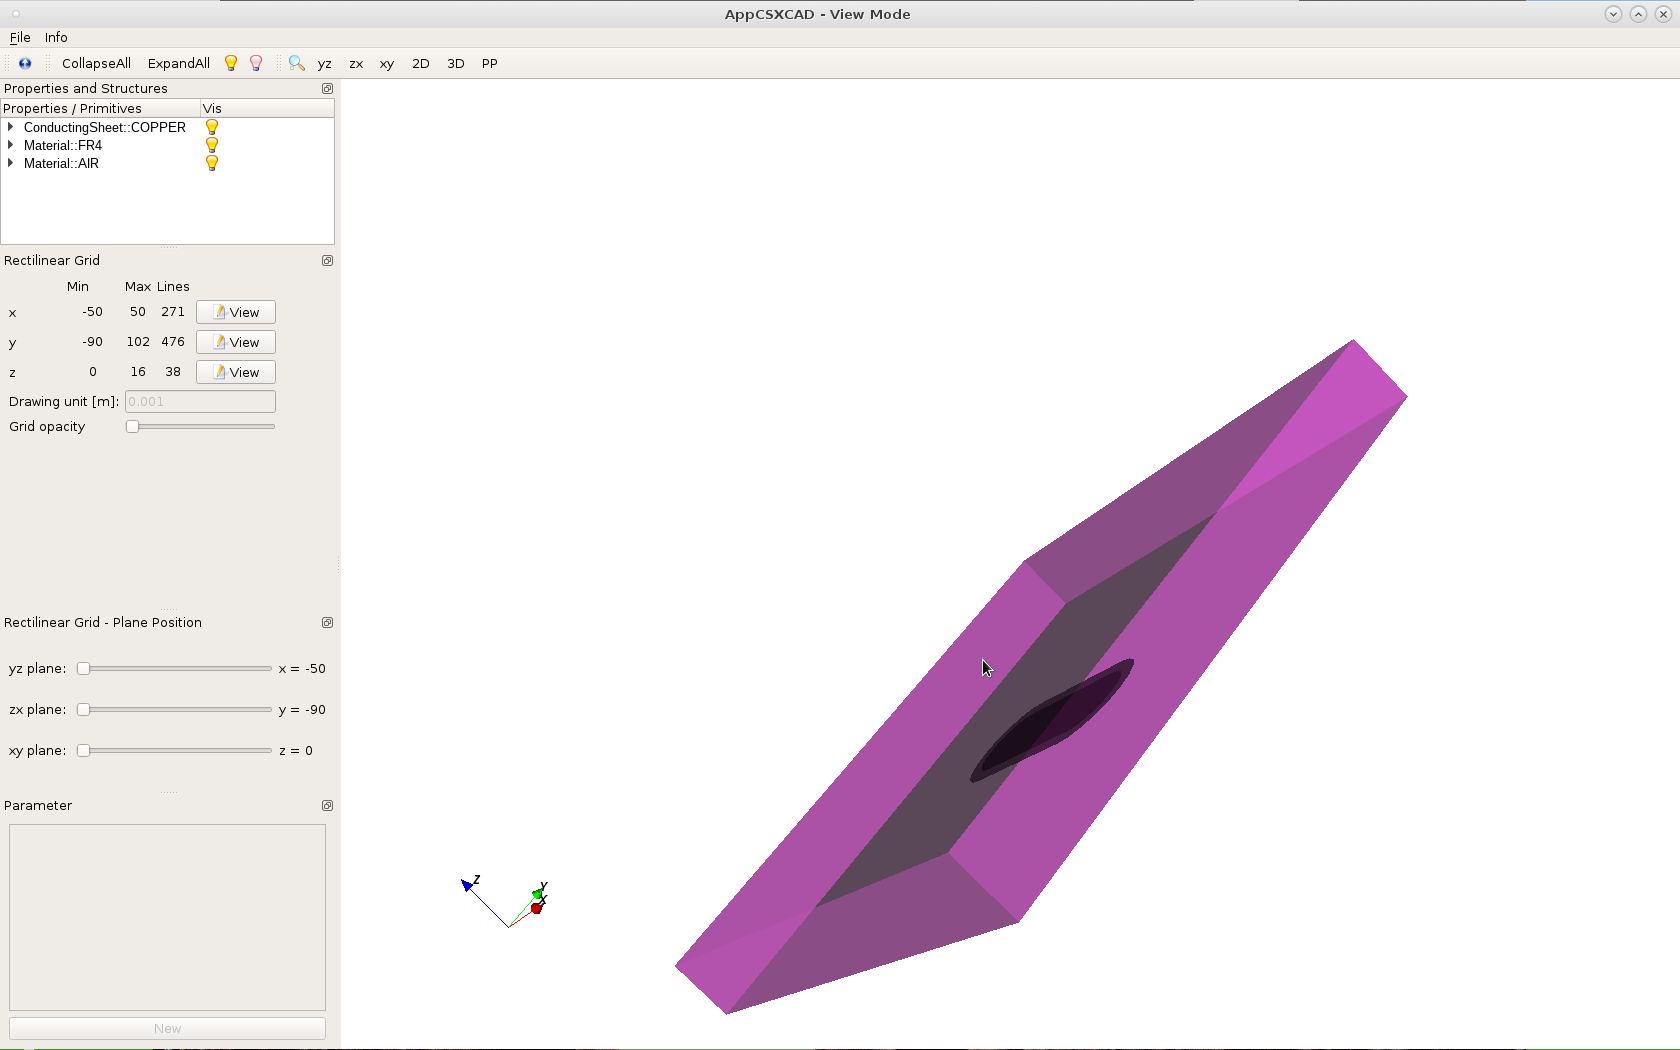 AppCSXCAD - View Mode
File Info
CollapseAll ExpandAll yz zx xy 2D 3D PP
Properties and Structures
Properties / Primitives Vis
ConductingSheet::COPPER
Material::FR4
Material::AIR
Rectilinear Grid
Min Max Lines
x -50 50 271 View
y -90 102 476 View
z 0 16 38 View
Drawing unit [m]: 0.001
Grid opacity
Rectilinear Grid - Plane Position
yz plane: x = -50
zx plane: y = -90
xy plane: z = 0
Parameter
New
Z
Y
X